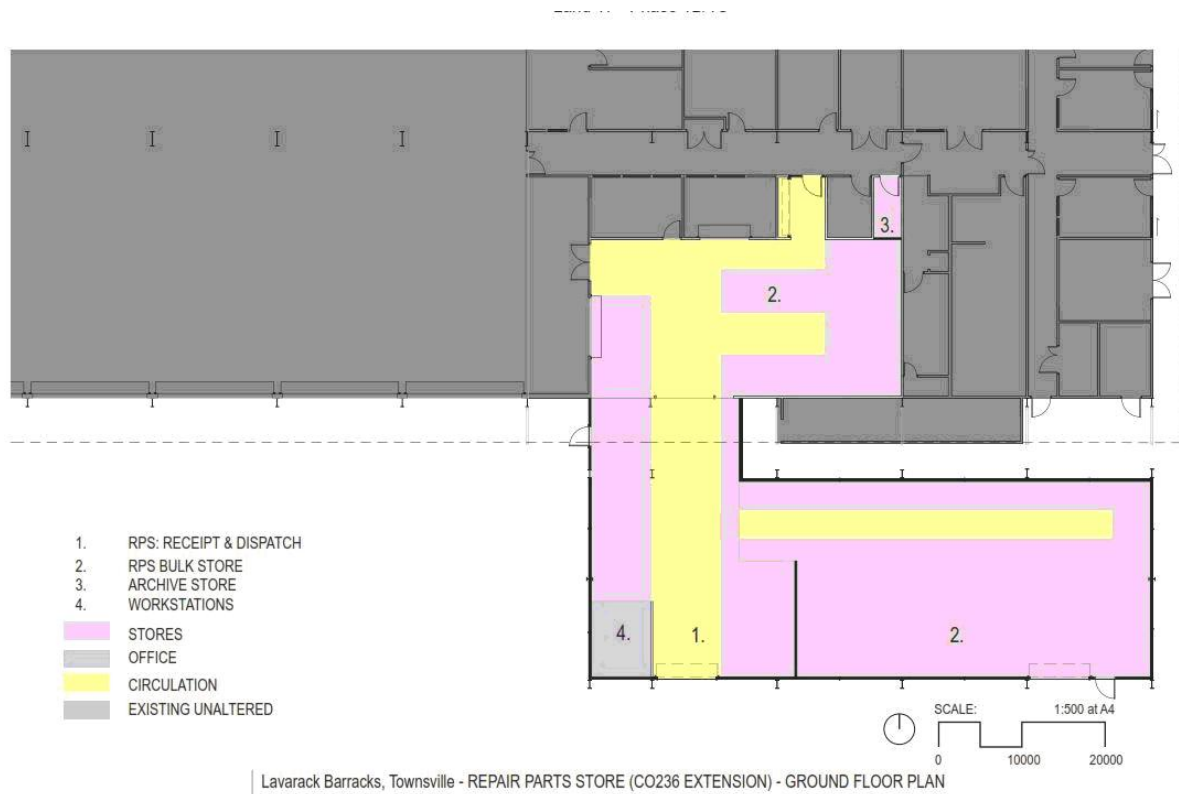 3.
2.
1. RPS: RECEIPT & DISPATCH
2. RPS BULK STORE
3. ARCHIVE STORE
4. WORKSTATIONS
STORES
OFFICE
CIRCULATION
EXISTING UNALTERED
4.
1.
2.
SCALE: 1:500 at A4
0 10000 20000
Lavarack Barracks, Townsville - REPAIR PARTS STORE (CO236 EXTENSION) - GROUND FLOOR PLAN